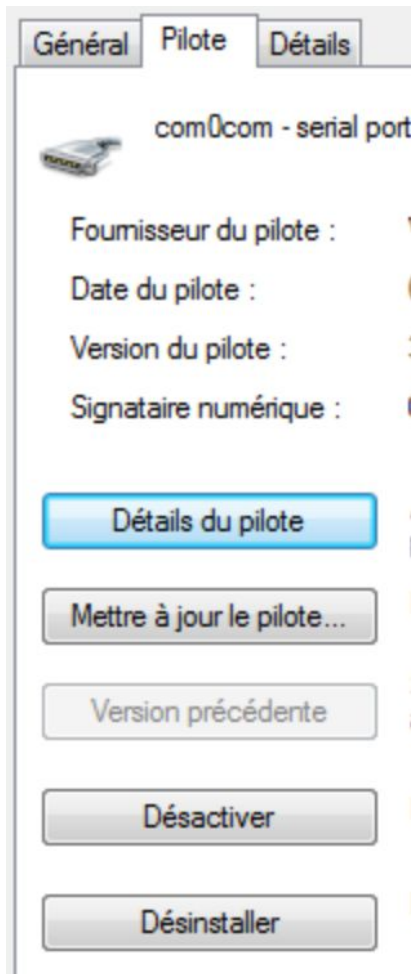 Général Pilote Détails
com0com - serial port
Fournisseur du pilote :
Date du pilote :
Version du pilote :
Signataire numérique :
Détails du pilote
Mettre à jour le pilote...
Version précédente
Désactiver
Désinstaller